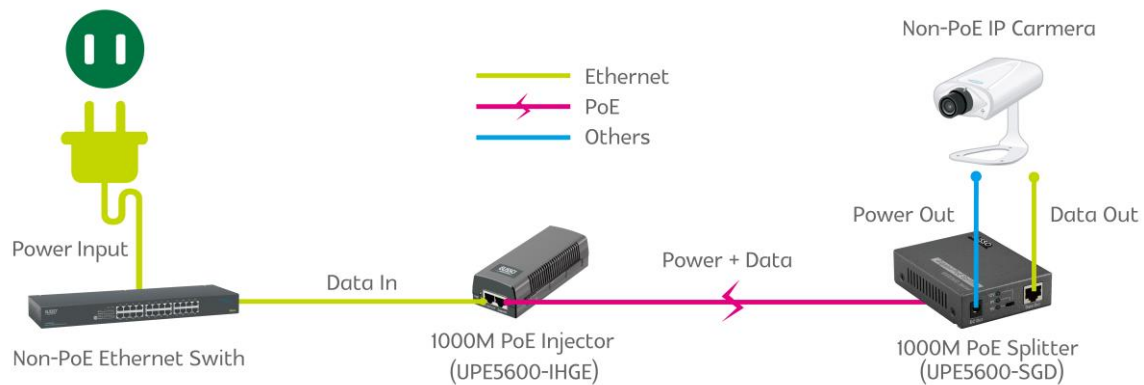 Non-PoE IP Carmera
Ethernet
PoE
Others
Power Input
Data In
Power + Data
Power Out
Data Out
Non-PoE Ethernet Swith
1000M PoE Injector
(UPE5600-IHGE)
1000M PoE Splitter
(UPE5600-SGD)